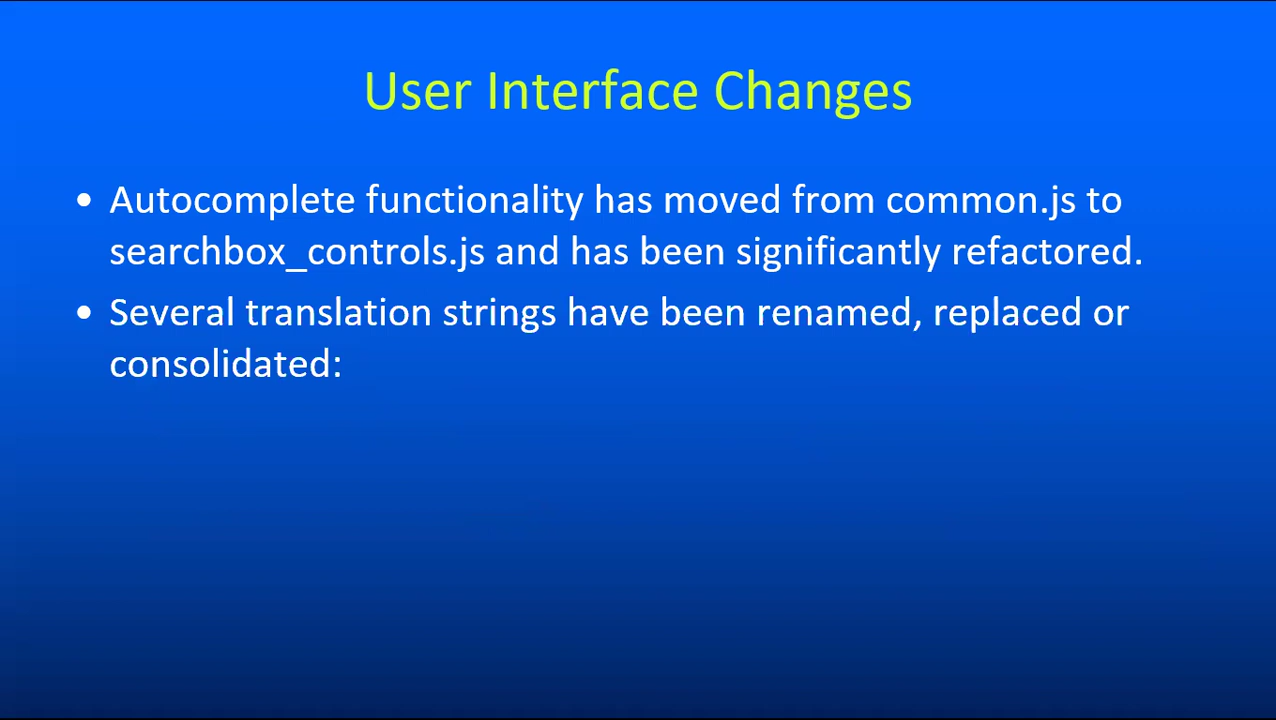 User Interface Changes
• Autocomplete functionality has moved from common.js to
searchbox_controls.js and has been significantly refactored.
• Several translation strings have been renamed, replaced or
consolidated: